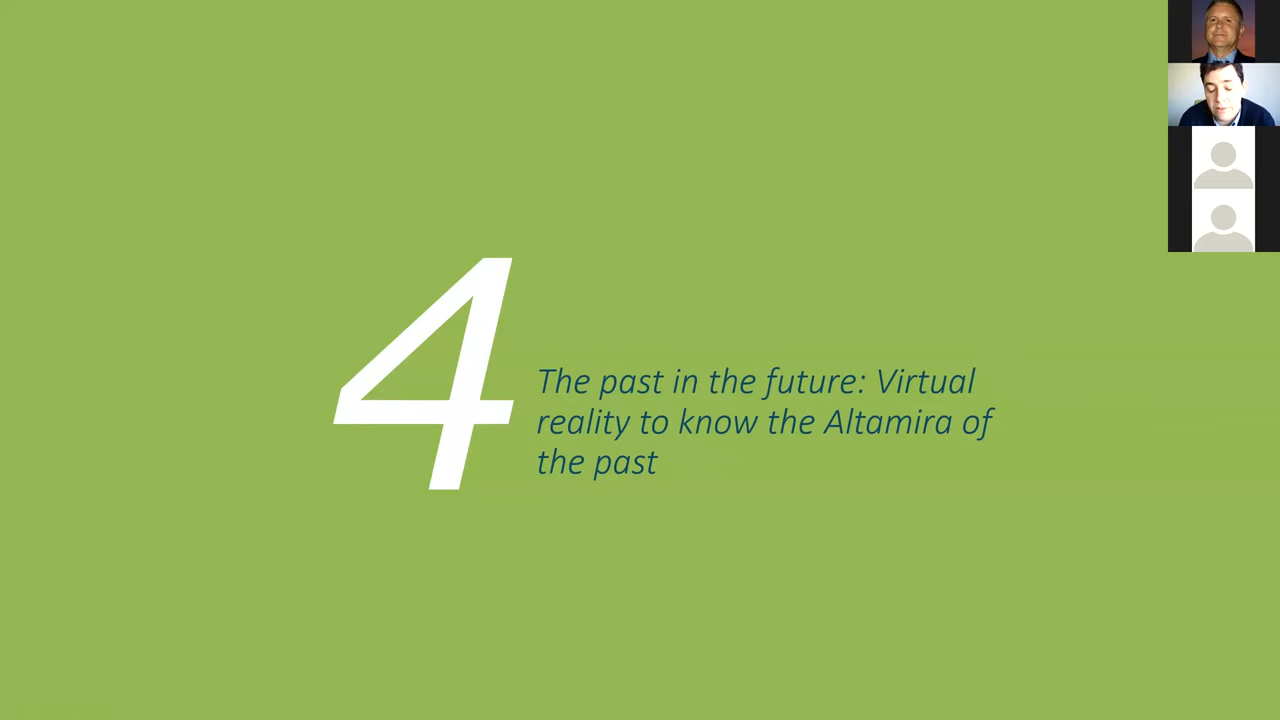 4
The past in the future: Virtual
reality to know the Altamira of
the past